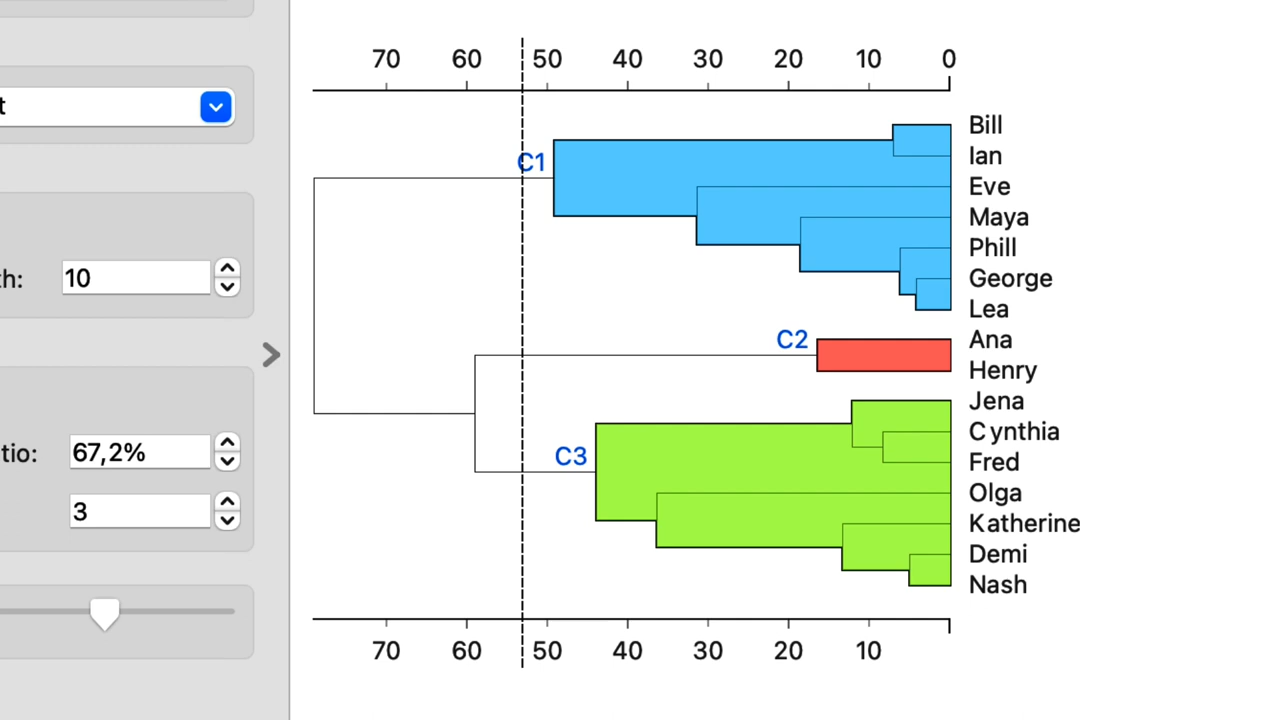 70 60 50 40 30 20 10 0
t
Bill
C1
Ian
Eve
Maya
Phill
th: 10
George
Lea
C2 Ana
Henry
Jena
Cynthia
tio: 67,2%
C3
Fred
Olga
3
Katherine
Demi
Nash
70 60 50 40 30 20 10